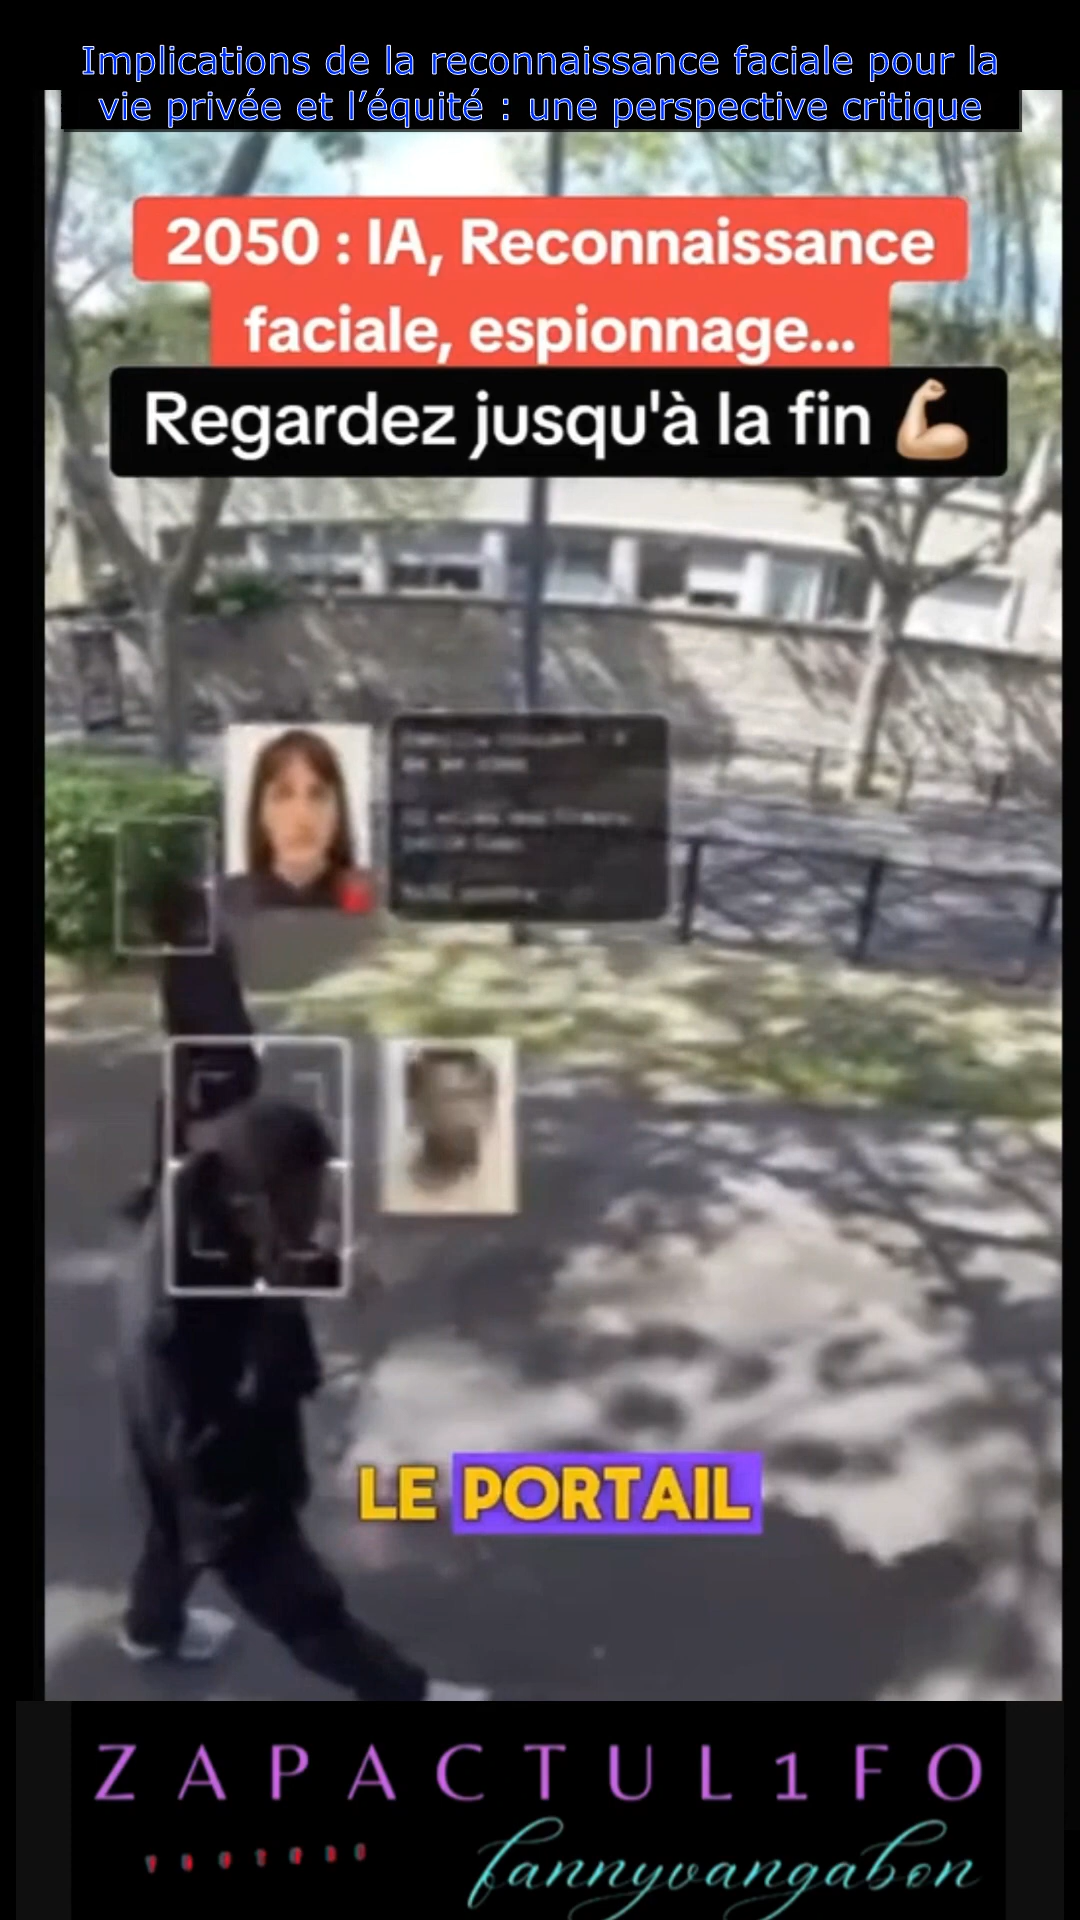 Implications de la reconnaissance faciale pour la
vie privée et l’équité : une perspective critique
2050 : IA, Reconnaissance
faciale, espionnage...
Regardez jusqu'à la fin 💪🏼
LE PORTAIL
ZAPACTUL1FO
fannyvangabon